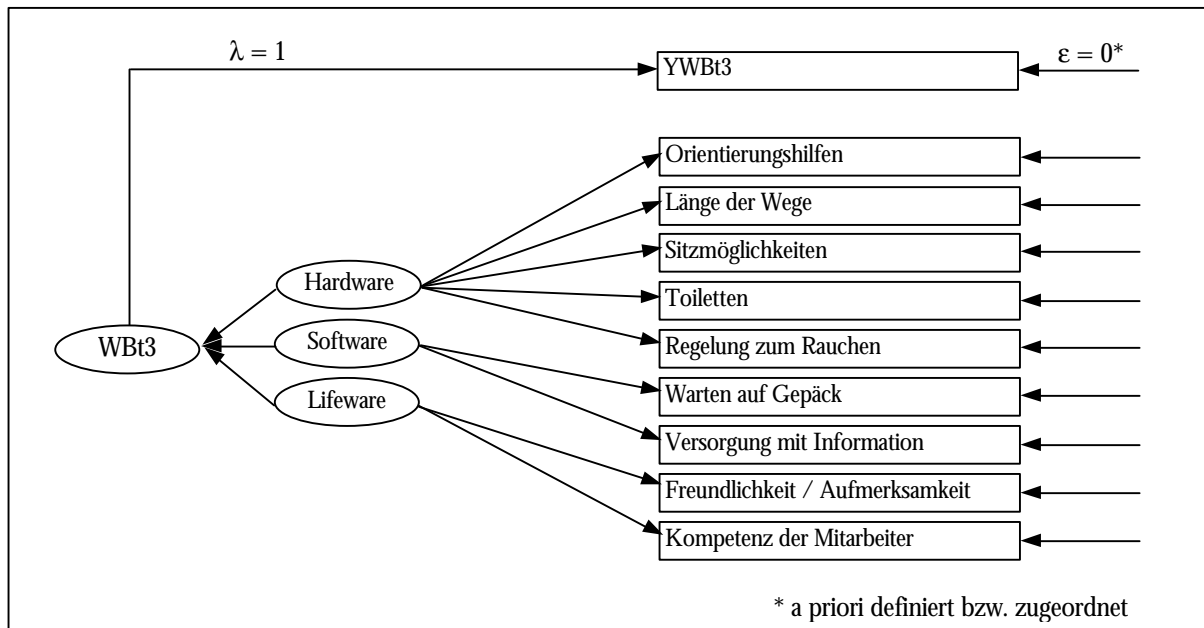 λ = 1
YWBt3
ε = 0*
Orientierungshilfen
Länge der Wege
Sitzmöglichkeiten
Hardware
Toiletten
Software
Regelung zum Rauchen
WBt3
Lifeware
Warten auf Gepäck
Versorgung mit Information
Freundlichkeit / Aufmerksamkeit
Kompetenz der Mitarbeiter
* a priori definiert bzw. zugeordnet